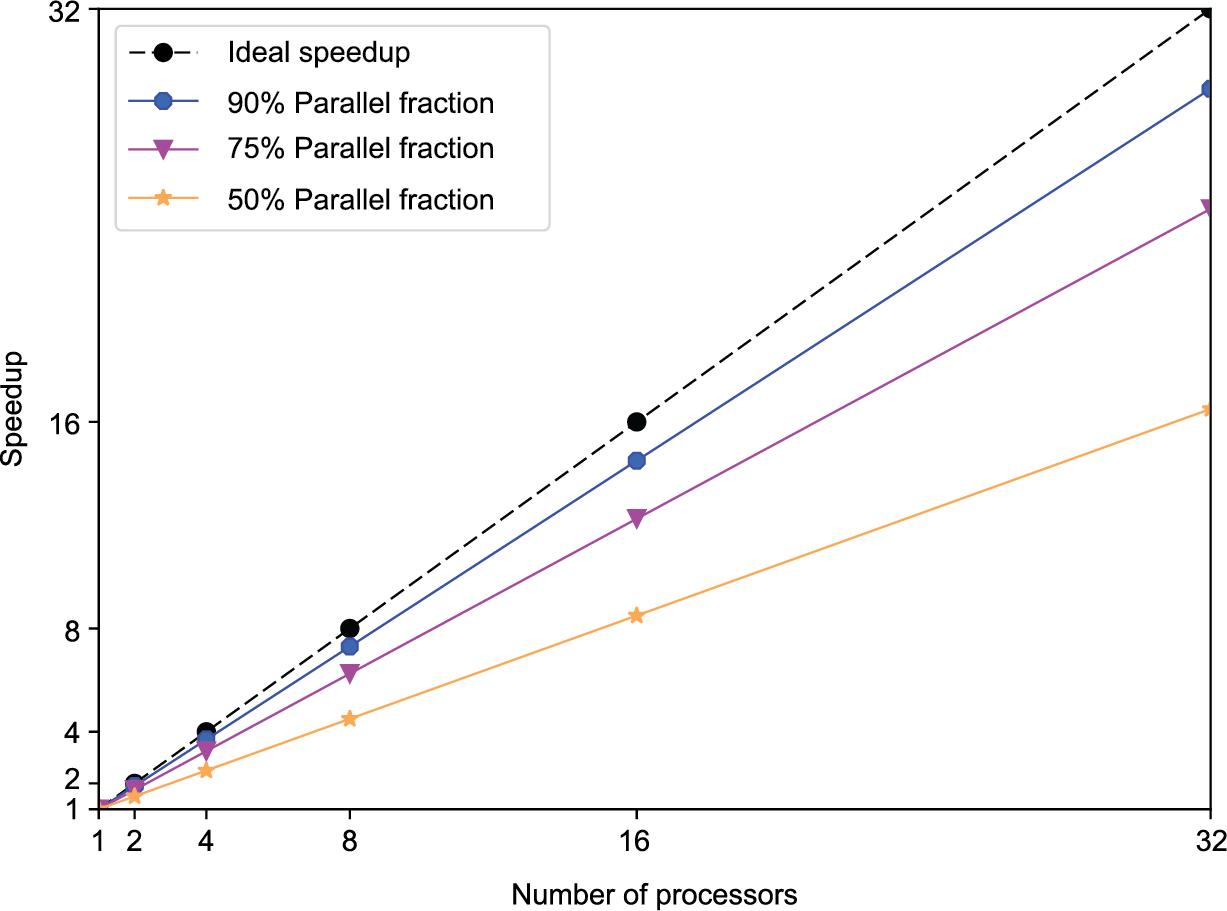 32
Ideal speedup
90% Parallel fraction
75% Parallel fraction
50% Parallel fraction
Speedup
16
8
4
2
1
1 2 4 8 16 32
Number of processors